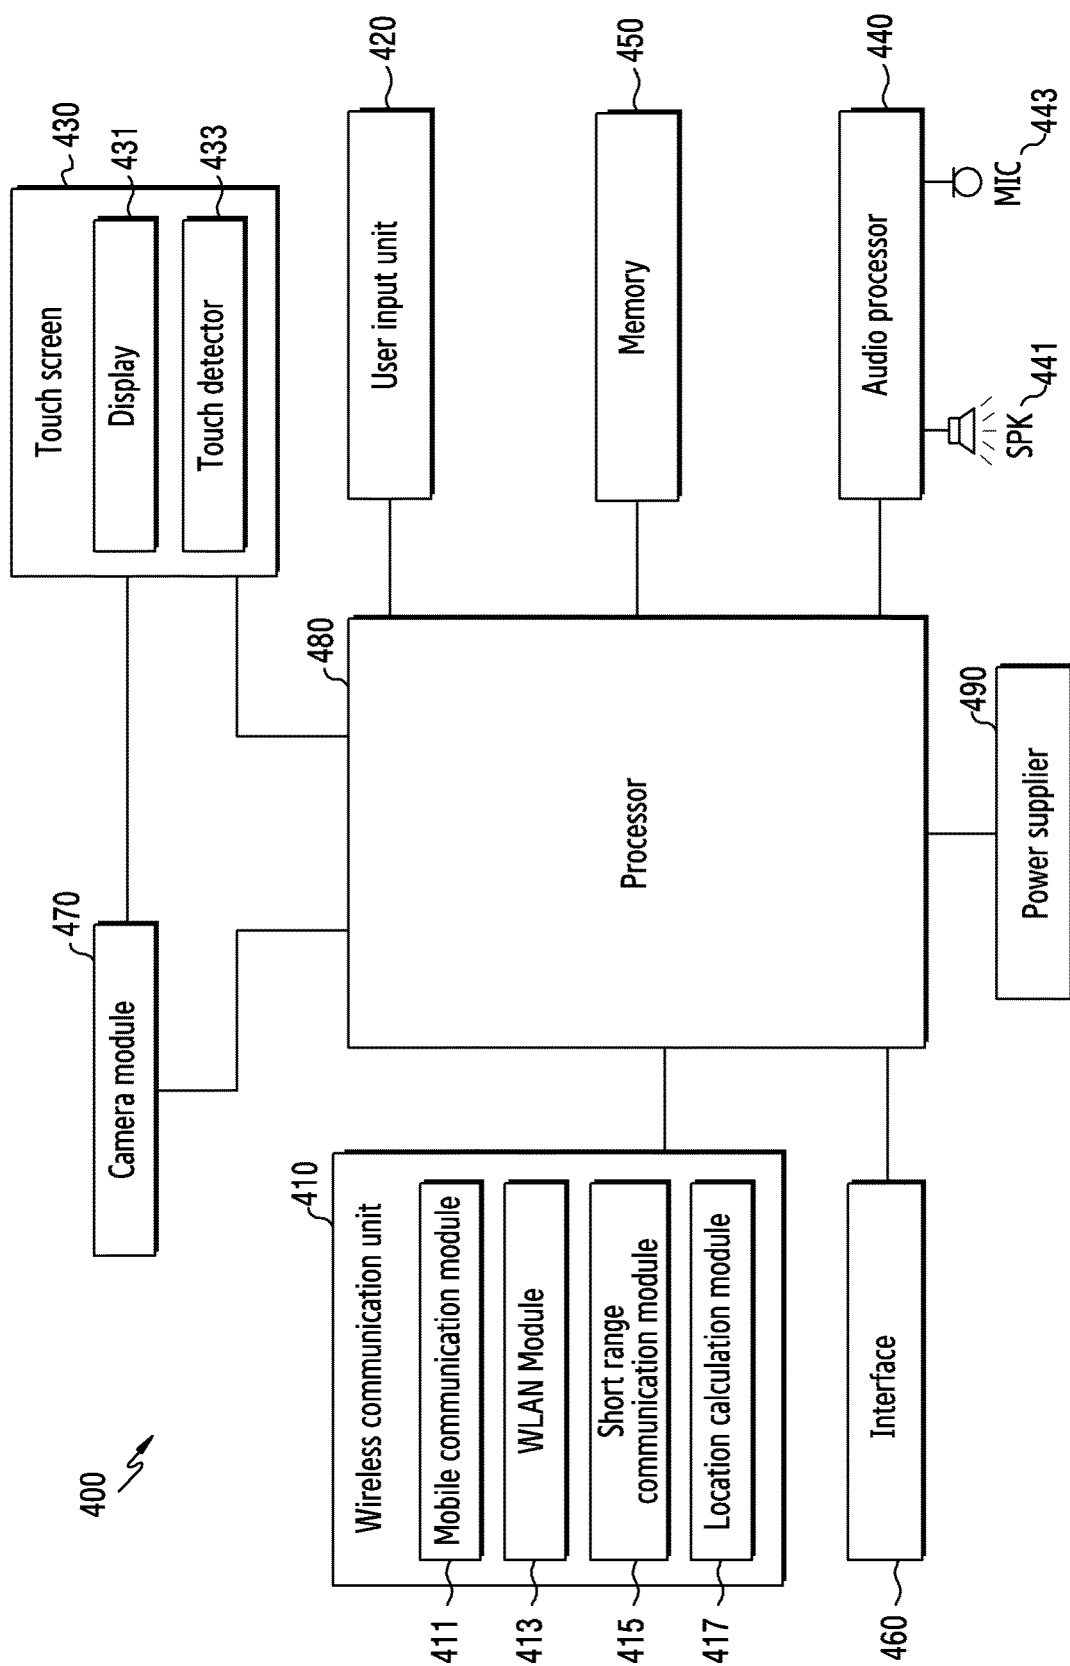 400
470
Camera module
430
Touch screen
Display
431
Touch detector
433
410
Wireless communication unit
Mobile communication module
411
WLAN Module
413
Short range
communication module
415
Location calculation module
417
Interface
460
480
Processor
User input unit
420
Memory
450
Audio processor
440
SPK
441
MIC
443
490
Power supplier